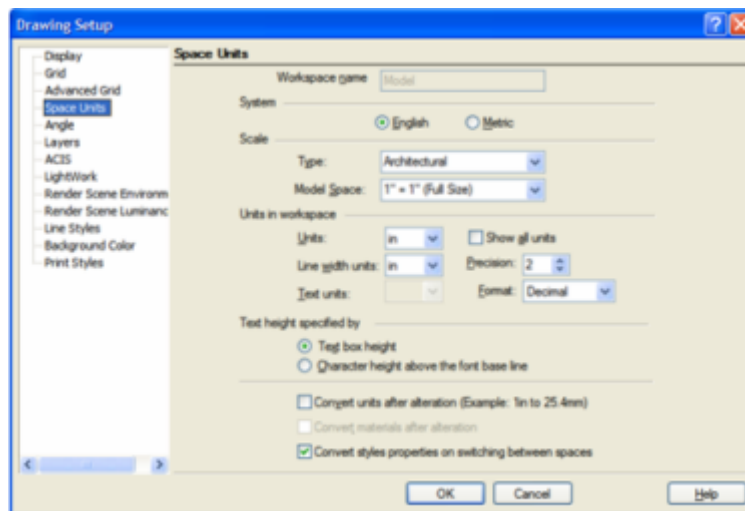 Drawing Setup
Display
Grid
Advanced Grid
Space Units
Angle
Layers
ACIS
LightWork
Render Scene Environm
Render Scene Luminanc
Line Styles
Background Color
Print Styles
Space Units
Workspace name Model
System
English Metric
Scale
Type: Architectural
Model Space: 1" = 1" (Full Size)
Units in workspace
Units: in Show all units
Line width units: in Precision: 2
Text units: Format: Decimal
Text height specified by
Text box height
Character height above the font base line
Convert units after alteration (Example: 1in to 25.4mm)
Convert materials after alteration
Convert styles properties on switching between spaces
OK Cancel Help